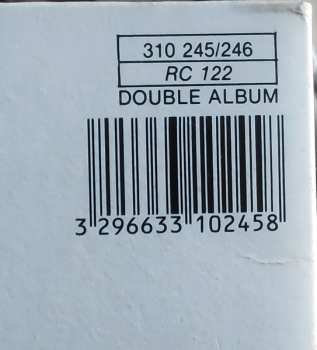 310 245/246
RC 122
DOUBLE ALBUM
3 296633 102458